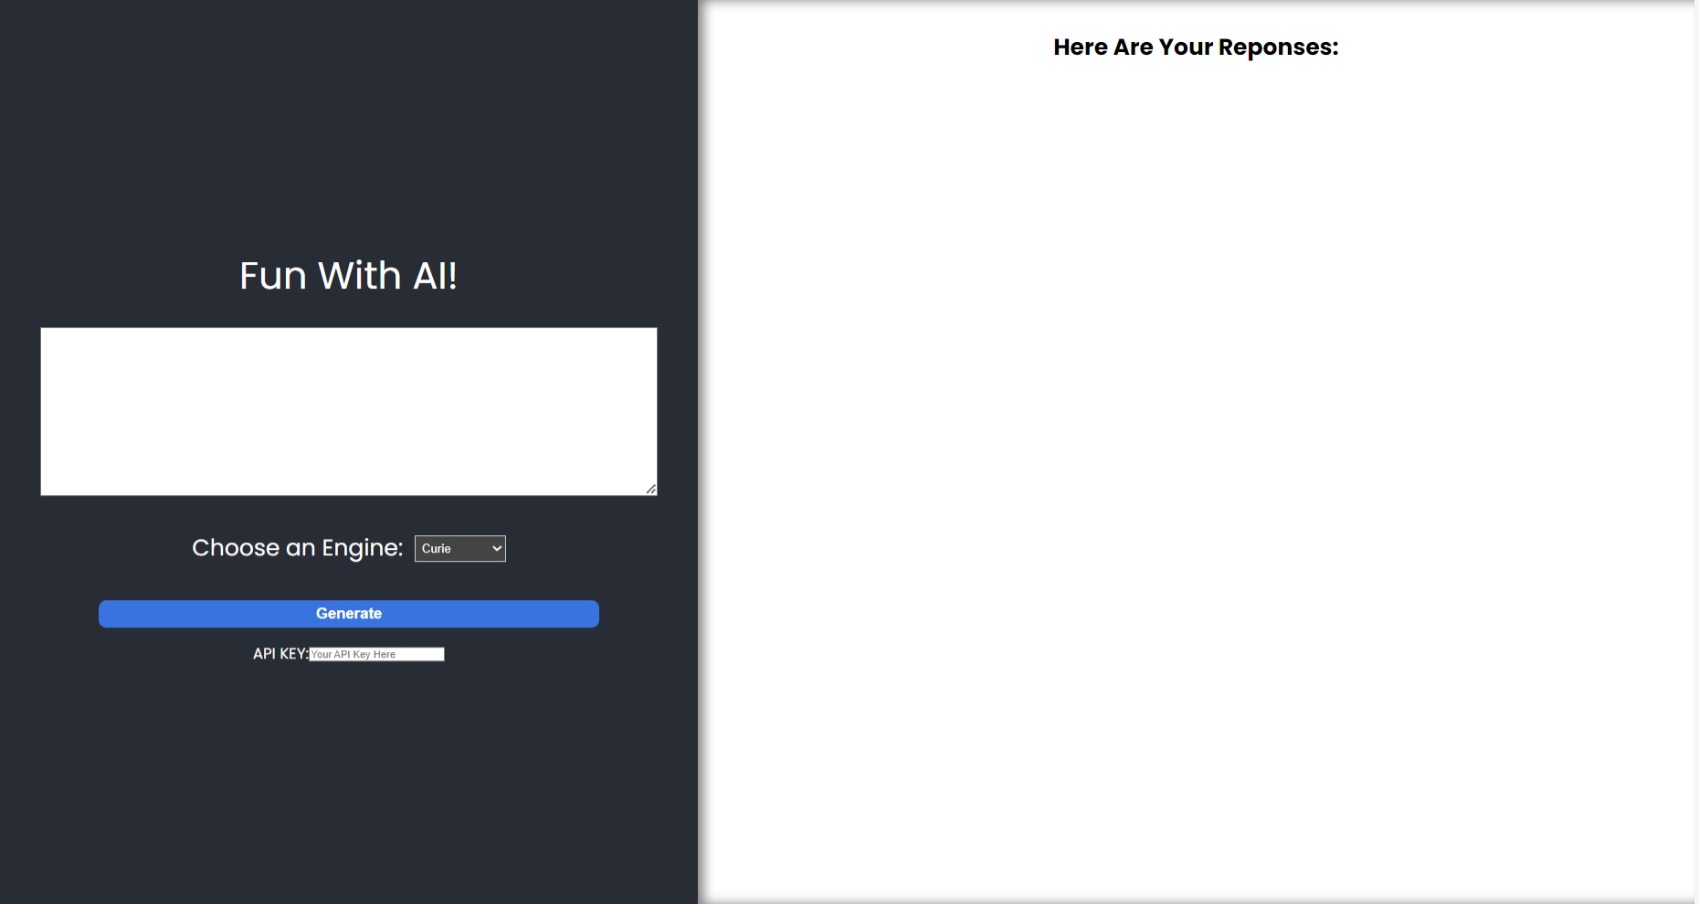 Fun With AI!
Choose an Engine: Curie
Generate
API KEY: Your API Key Here
Here Are Your Reponses: